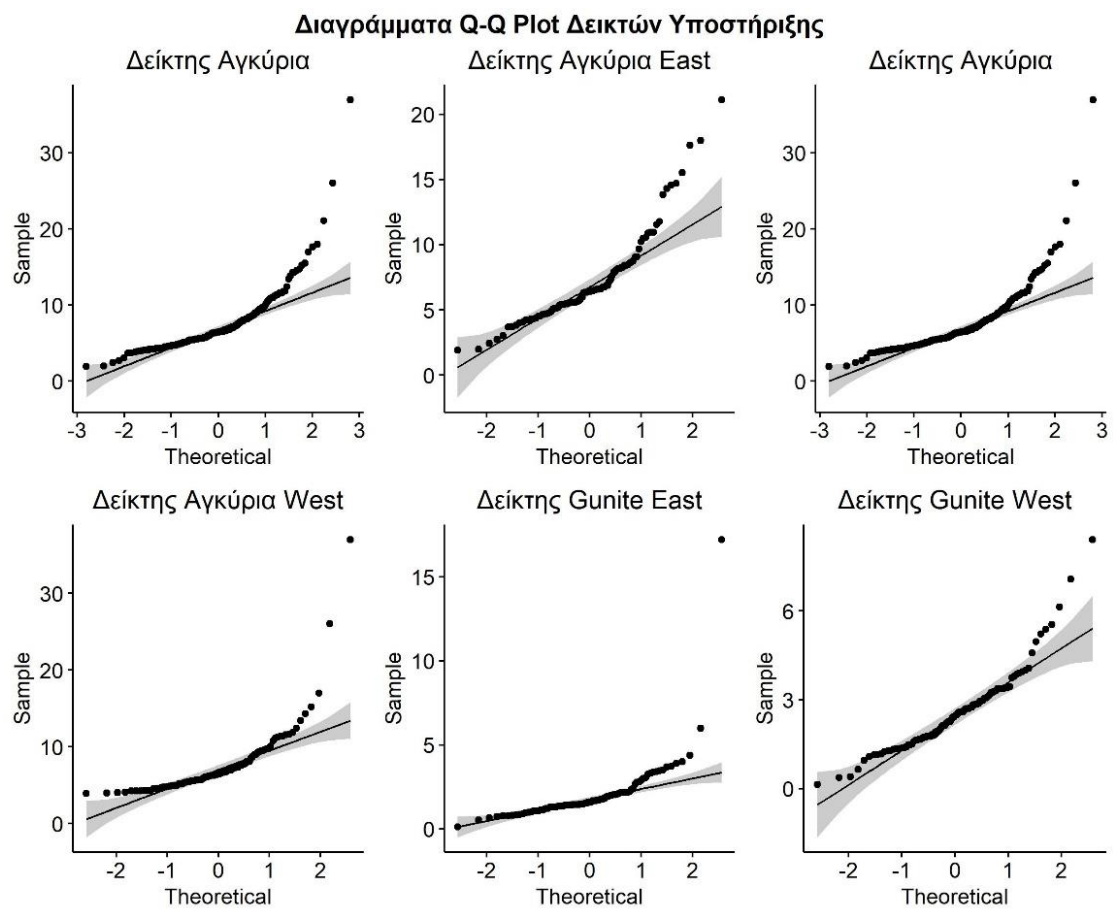 Διαγράμματα Q-Q Plot Δεικτών Υποστήριξης
Δείκτης Αγκύρια
Sample
30
20
10
0
-3 -2 -1 0 1 2 3
Theoretical
Δείκτης Αγκύρια East
Sample
20
15
10
5
0
-2 -1 0 1 2
Theoretical
Δείκτης Αγκύρια
Sample
30
20
10
0
-3 -2 -1 0 1 2 3
Theoretical
Δείκτης Αγκύρια West
Sample
30
20
10
0
-2 -1 0 1 2
Theoretical
Δείκτης Gunite East
Sample
15
10
5
0
-2 -1 0 1 2
Theoretical
Δείκτης Gunite West
Sample
6
3
0
-2 -1 0 1 2
Theoretical